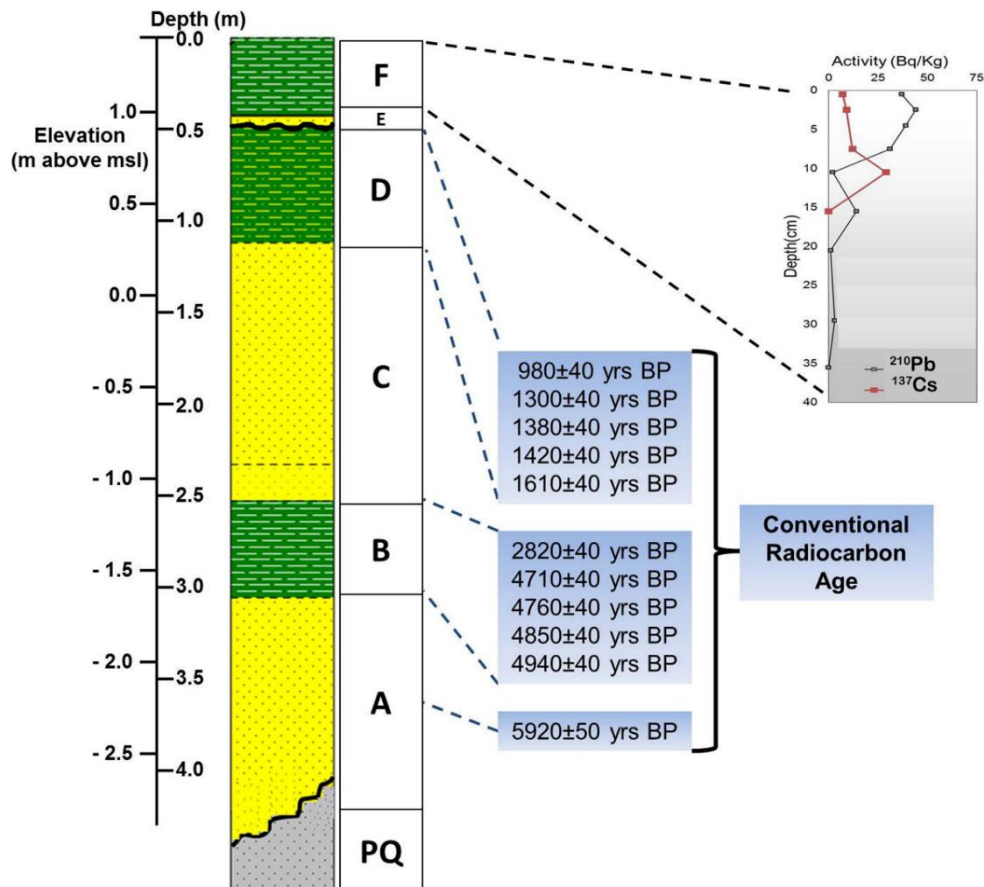 Depth (m)
Elevation
(m above msl)
1.0
0.5
0.0
- 0.5
- 1.0
- 1.5
- 2.0
- 2.5
0.0
0.5
1.0
1.5
2.0
2.5
3.0
3.5
4.0
F
E
D
C
B
A
PQ
980±40 yrs BP
1300±40 yrs BP
1380±40 yrs BP
1420±40 yrs BP
1610±40 yrs BP
2820±40 yrs BP
4710±40 yrs BP
4760±40 yrs BP
4850±40 yrs BP
4940±40 yrs BP
5920±50 yrs BP
Conventional
Radiocarbon
Age
Activity (Bq/Kg)
0 25 50 75
Depth(cm)
0
5
10
15
20
25
30
35
40
²¹⁰Pb
¹³⁷Cs